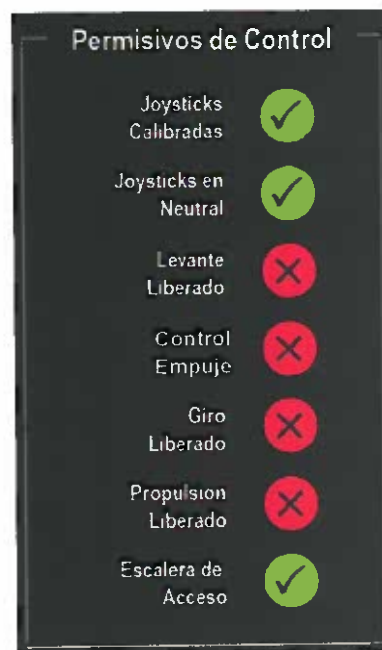 Permisivos de Control
Joysticks
Calibradas
Joysticks en
Neutral
Levante
Liberado
Control
Empuje
Giro
Liberado
Propulsion
Liberado
Escalera de
Acceso